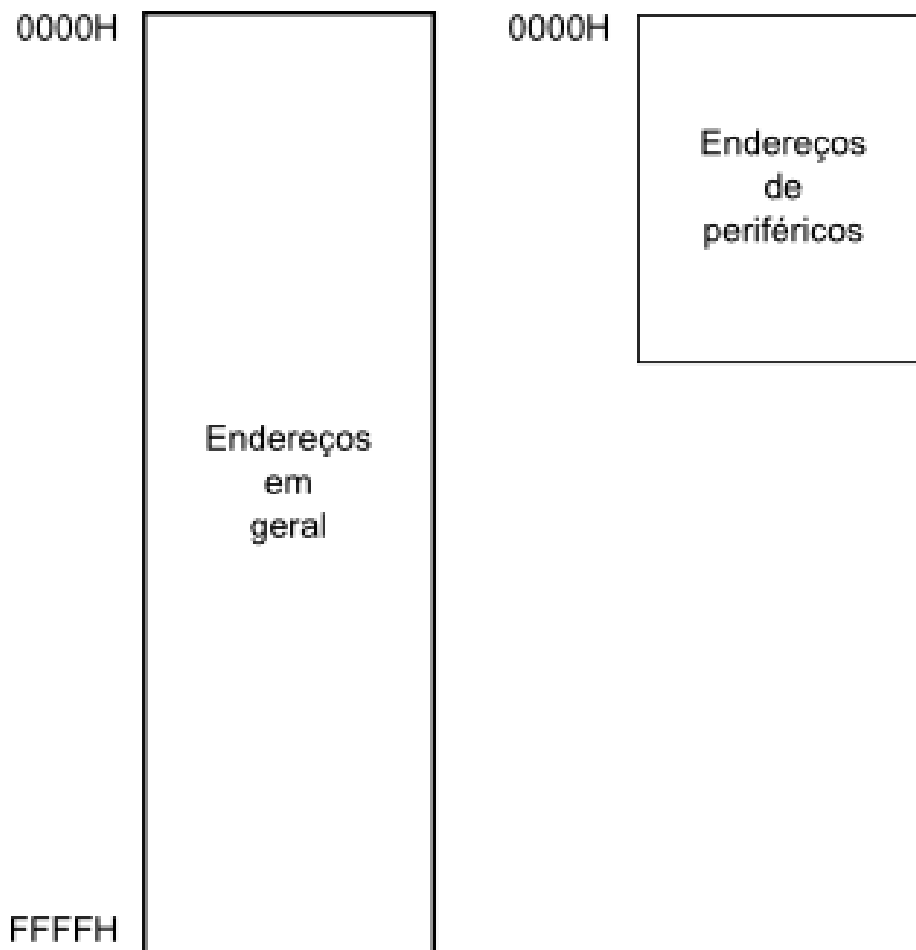 0000H
Endereços
em
geral
FFFFH
0000H
Endereços
de
periféricos